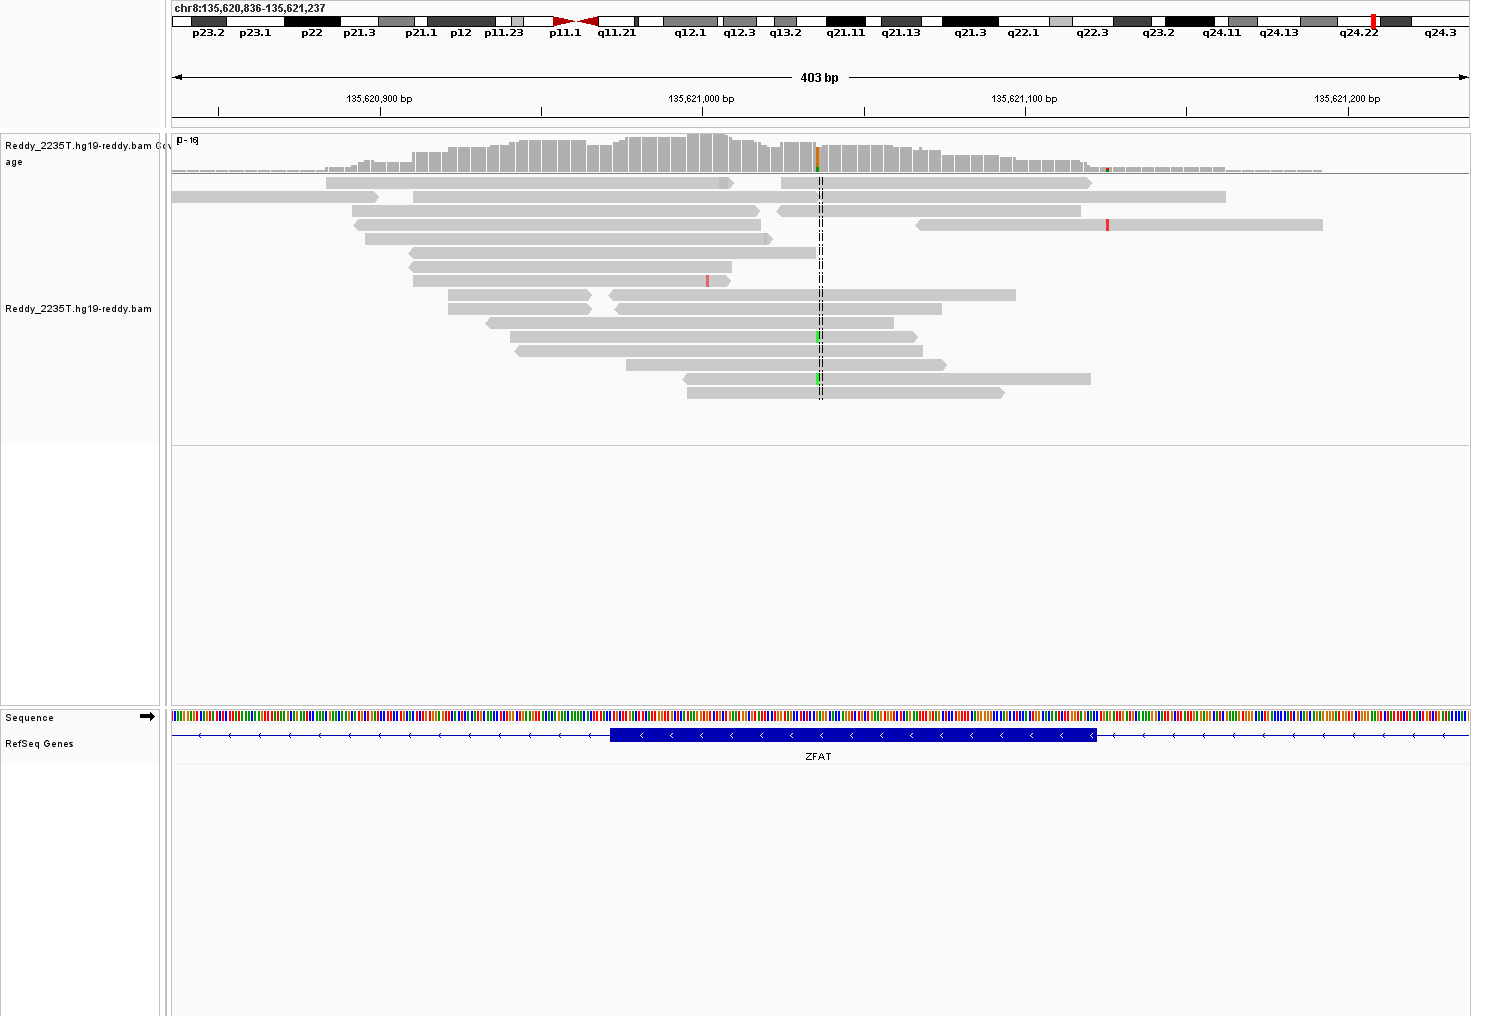 chr8:135,620,836-135,621,237
p23.2 p23.1 p22 p21.3 p21.1 p12 p11.23 p11.1 q11.21 q12.1 q12.3 q13.2 q21.11 q21.13 q21.3 q22.1 q22.3 q23.2 q24.11 q24.13 q24.22 q24.3
403 bp
135,620,900 bp 135,621,000 bp 135,621,100 bp 135,621,200 bp
[0 - 16]
Reddy_2235T.hg19-reddy.bam Cov
age
Reddy_2235T.hg19-reddy.bam
Sequence
RefSeq Genes
ZFAT